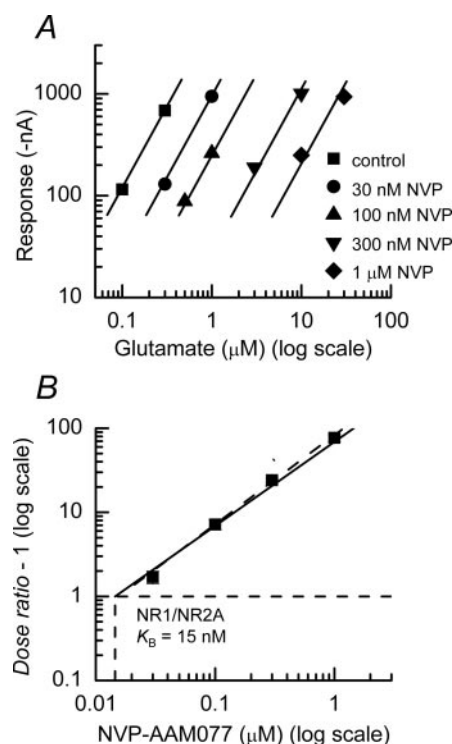 A
Response (-nA)
1000
100
10
0.1
1
10
100
Glutamate (μM) (log scale)
control
30 nM NVP
100 nM NVP
300 nM NVP
1 μM NVP
B
Dose ratio - 1 (log scale)
100
10
1
0.1
NR1/NR2A
K_B = 15 nM
0.01
0.1
1
NVP-AAM077 (μM) (log scale)